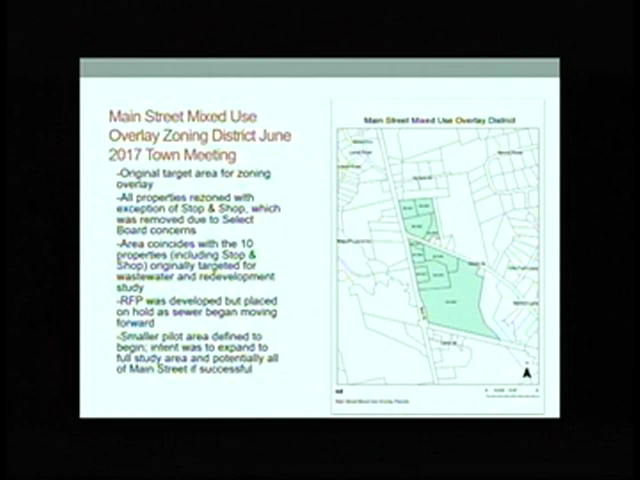 Main Street Mixed Use
Overlay Zoning District June
2017 Town Meeting
-Original target area for zoning
overlay
-All properties rezoned with
exception of Stop & Shop, which
was removed due to Select
Board concerns
-Area coincides with the 10
properties (including Stop &
Shop) originally targeted for
wastewater and redevelopment
study
-RFP was developed but placed
on hold as sewer began moving
forward
-Smaller pilot area defined to
begin; intent was to expand to
full study area and potentially all
of Main Street if successful
Main Street Mixed Use Overlay District